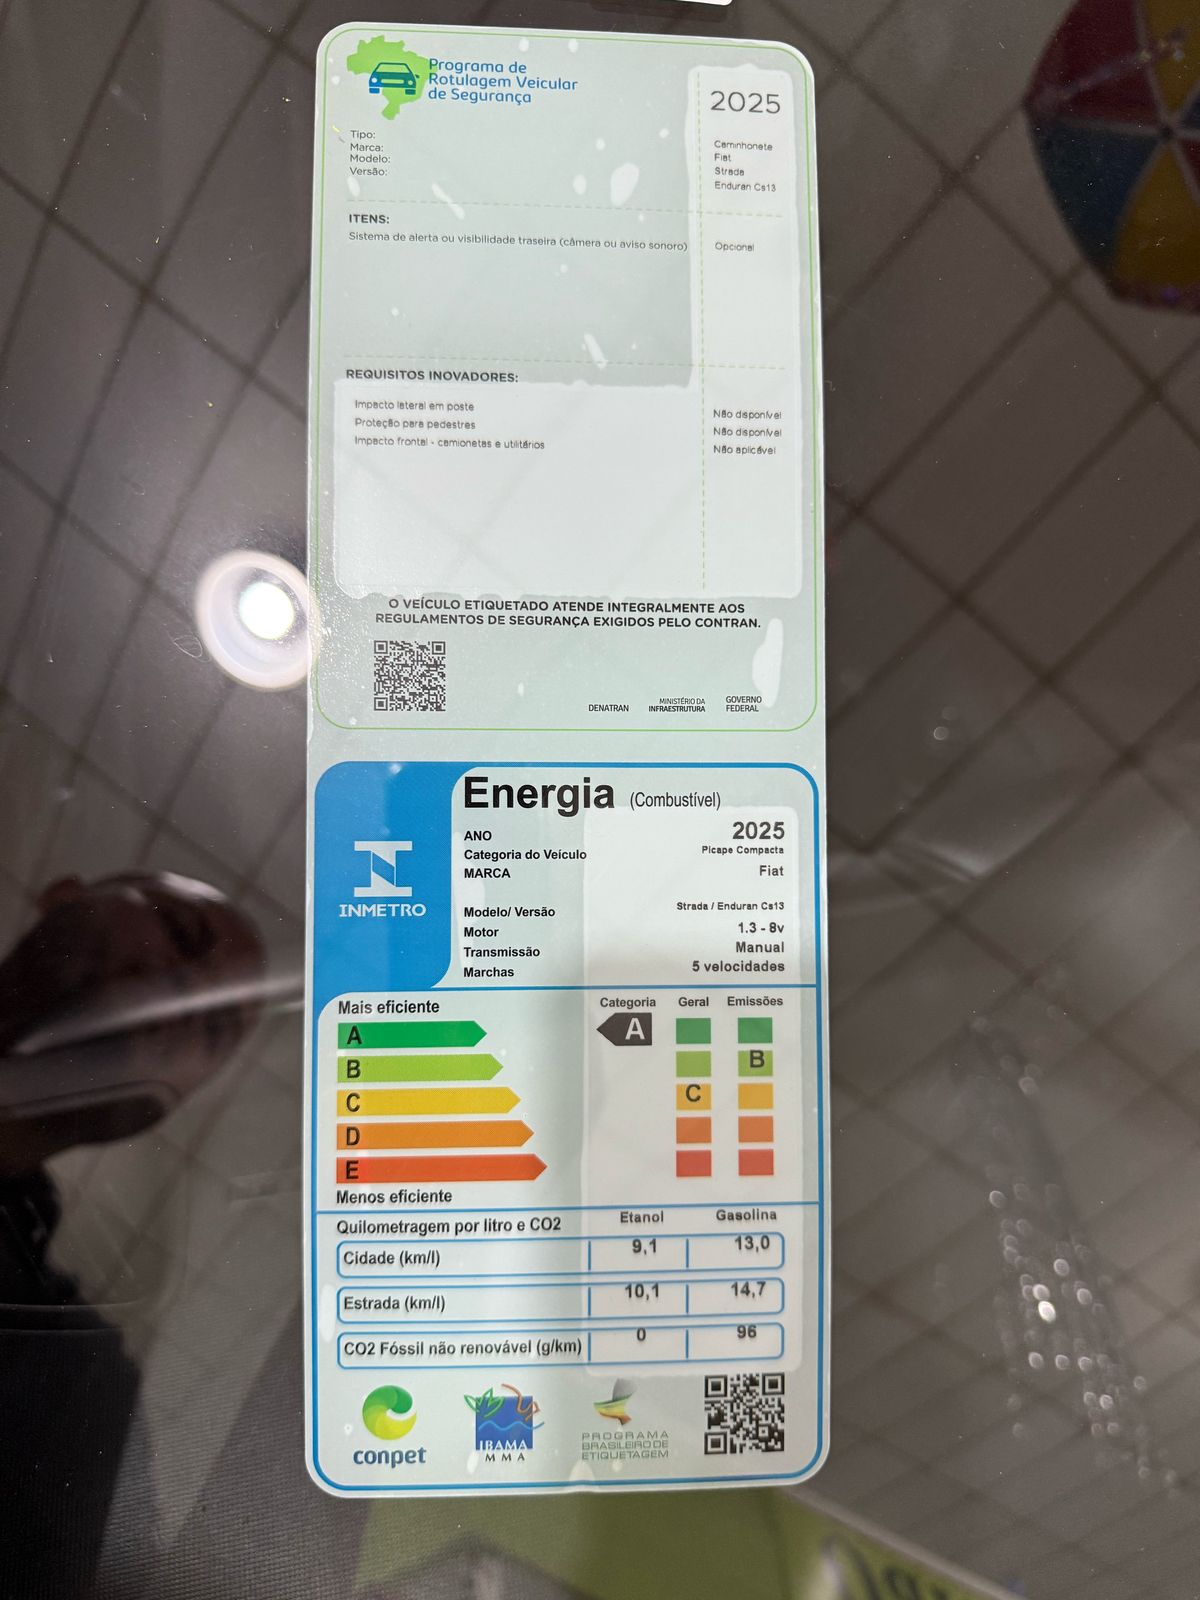 Programa de
Rotulagem Veicular
de Segurança
2025
Tipo: Caminhonete
Marca: Fiat
Modelo: Strada
Versão: Enduran Cs13
ITENS:
Sistema de alerta ou visibilidade traseira (câmera ou aviso sonoro) Opcional
REQUISITOS INOVADORES:
Impacto lateral em poste Não disponível
Proteção para pedestres Não disponível
Impacto frontal - camionetas e utilitários Não aplicável
O VEÍCULO ETIQUETADO ATENDE INTEGRALMENTE AOS
REGULAMENTOS DE SEGURANÇA EXIGIDOS PELO CONTRAN.
DENATRAN
MINISTÉRIO DA
INFRAESTRUTURA
GOVERNO
FEDERAL
INMETRO
Energia (Combustível)
ANO 2025
Categoria do Veículo Picape Compacta
MARCA Fiat
Modelo/ Versão Strada / Enduran Cs13
Motor 1.3 - 8v
Transmissão Manual
Marchas 5 velocidades
Mais eficiente Categoria Geral Emissões
A A
B B
C C
D
E
Menos eficiente
Quilometragem por litro e CO2 Etanol Gasolina
Cidade (km/l) 9,1 13,0
Estrada (km/l) 10,1 14,7
CO2 Fóssil não renovável (g/km) 0 96
conpet
IBAMA
MMA
PROGRAMA
BRASILEIRO DE
ETIQUETAGEM